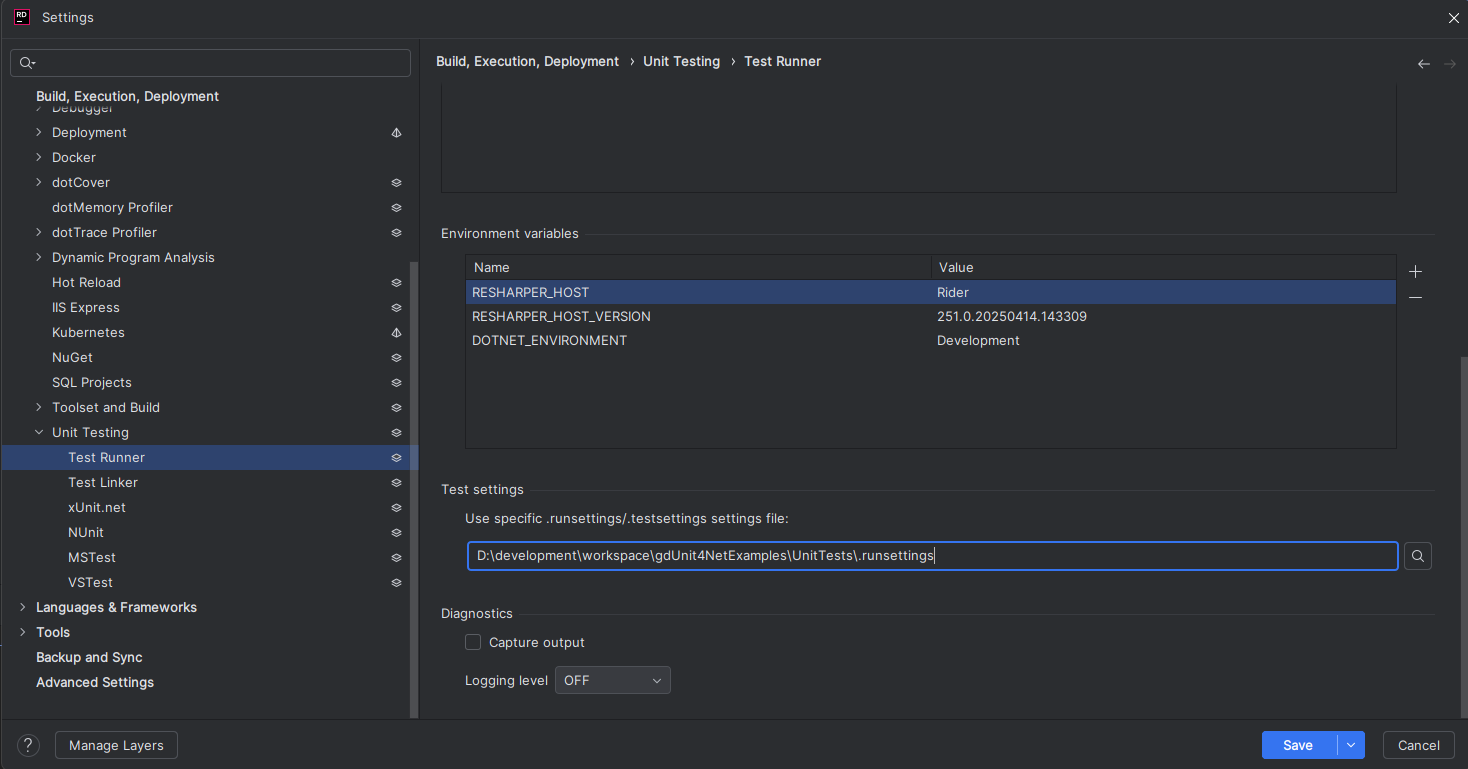 RD
Settings
Build, Execution, Deployment
Debugger
Deployment
Docker
dotCover
dotMemory Profiler
dotTrace Profiler
Dynamic Program Analysis
Hot Reload
IIS Express
Kubernetes
NuGet
SQL Projects
Toolset and Build
Unit Testing
Test Runner
Test Linker
xUnit.net
NUnit
MSTest
VSTest
Languages & Frameworks
Tools
Backup and Sync
Advanced Settings
Build, Execution, Deployment › Unit Testing › Test Runner
Environment variables
Name Value
RESHARPER_HOST Rider
RESHARPER_HOST_VERSION 251.0.20250414.143309
DOTNET_ENVIRONMENT Development
Test settings
Use specific .runsettings/.testsettings settings file:
D:\development\workspace\gdUnit4NetExamples\UnitTests\.runsettings
Diagnostics
Capture output
Logging level OFF
? Manage Layers Save Cancel